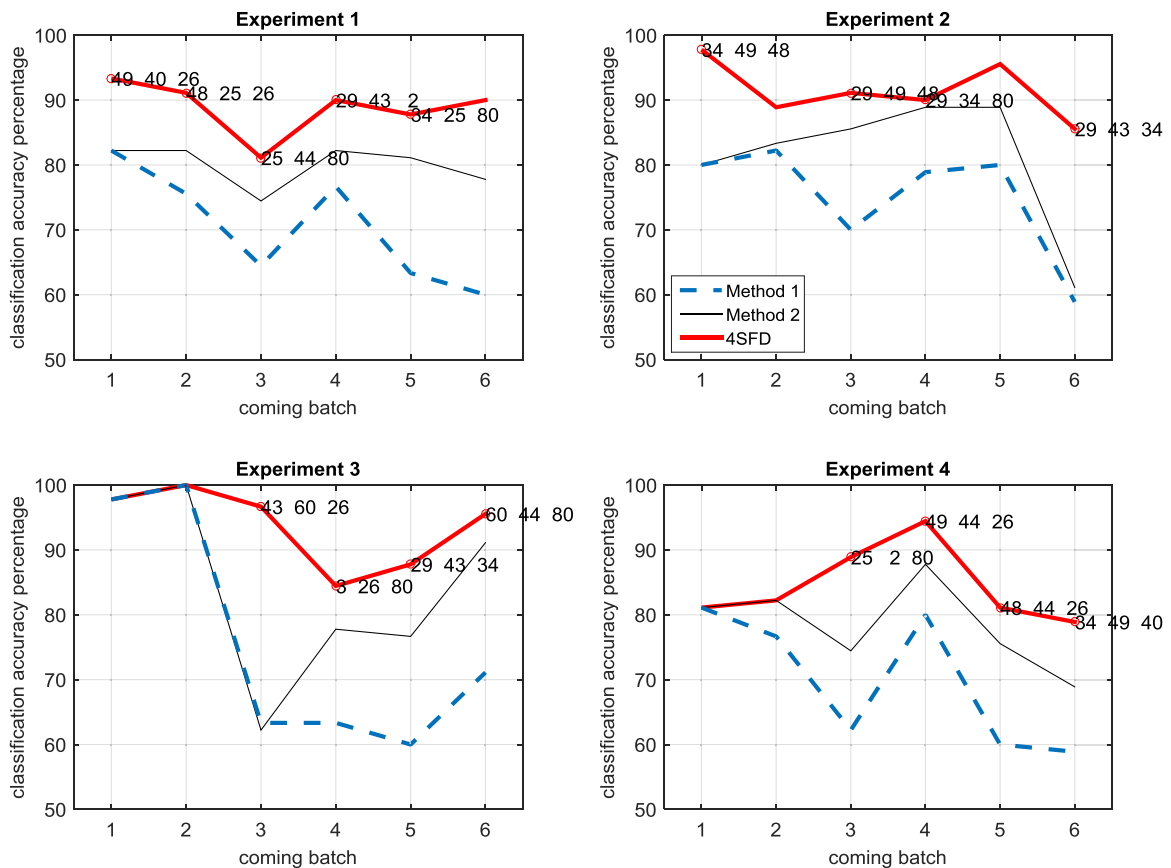 Experiment 1
classification accuracy percentage
100
90
80
70
60
50
49 40 26
48 25 26
25 44 80
29 43 2
34 25 80
1 2 3 4 5 6
coming batch
Experiment 2
classification accuracy percentage
100
90
80
70
60
50
34 49 48
29 49 48
29 34 80
29 43 34
Method 1
Method 2
4SFD
1 2 3 4 5 6
coming batch
Experiment 3
classification accuracy percentage
100
90
80
70
60
50
43 60 26
3 26 80
29 43 34
60 44 80
1 2 3 4 5 6
coming batch
Experiment 4
classification accuracy percentage
100
90
80
70
60
50
25 2 80
49 44 26
48 44 26
34 49 40
1 2 3 4 5 6
coming batch